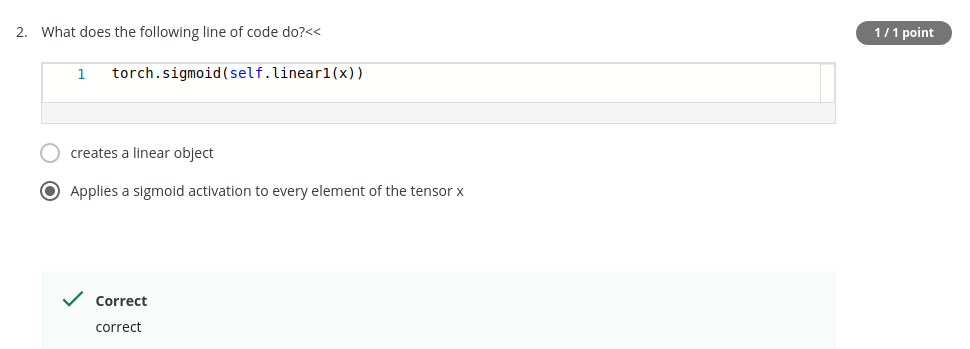 2. What does the following line of code do?<<
1 / 1 point
1 torch.sigmoid(self.linear1(x))
creates a linear object
Applies a sigmoid activation to every element of the tensor x
Correct
correct